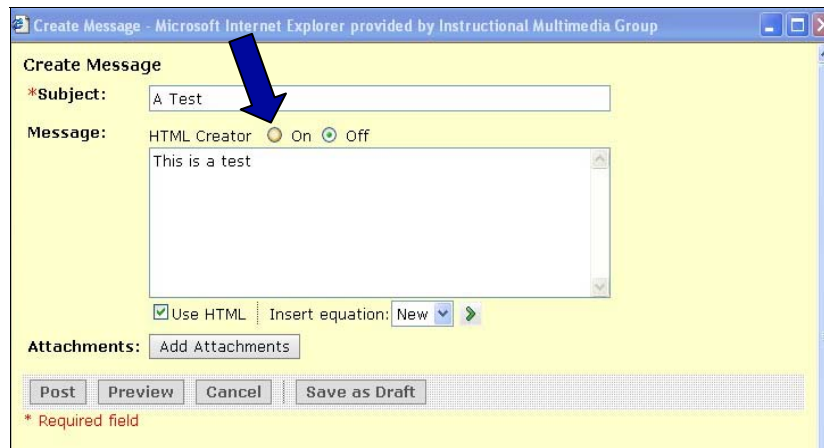 Create Message - Microsoft Internet Explorer provided by Instructional Multimedia Group
Create Message
*Subject: A Test
Message: HTML Creator On Off
This is a test
Use HTML Insert equation: New
Attachments: Add Attachments
Post Preview Cancel Save as Draft
* Required field